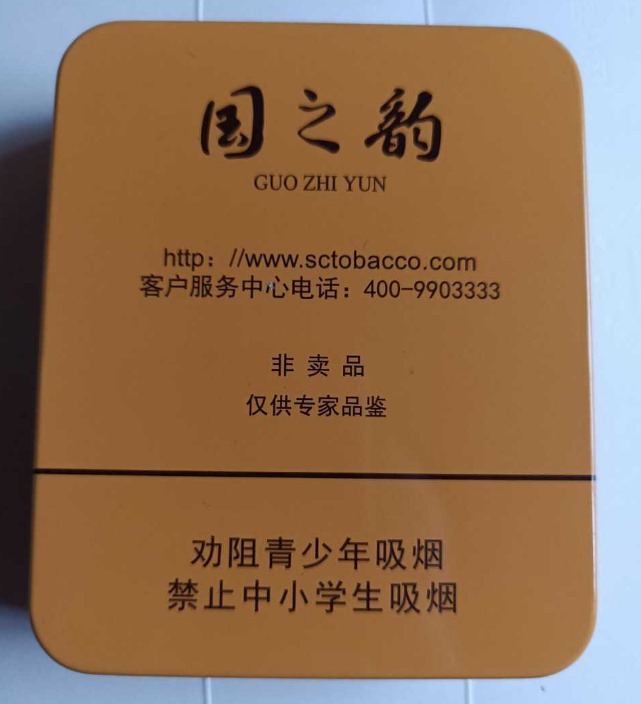 国之韵
GUO ZHI YUN
http：//www.sctobacco.com
客户服务中心电话：400-9903333
非卖品
仅供专家品鉴
劝阻青少年吸烟
禁止中小学生吸烟